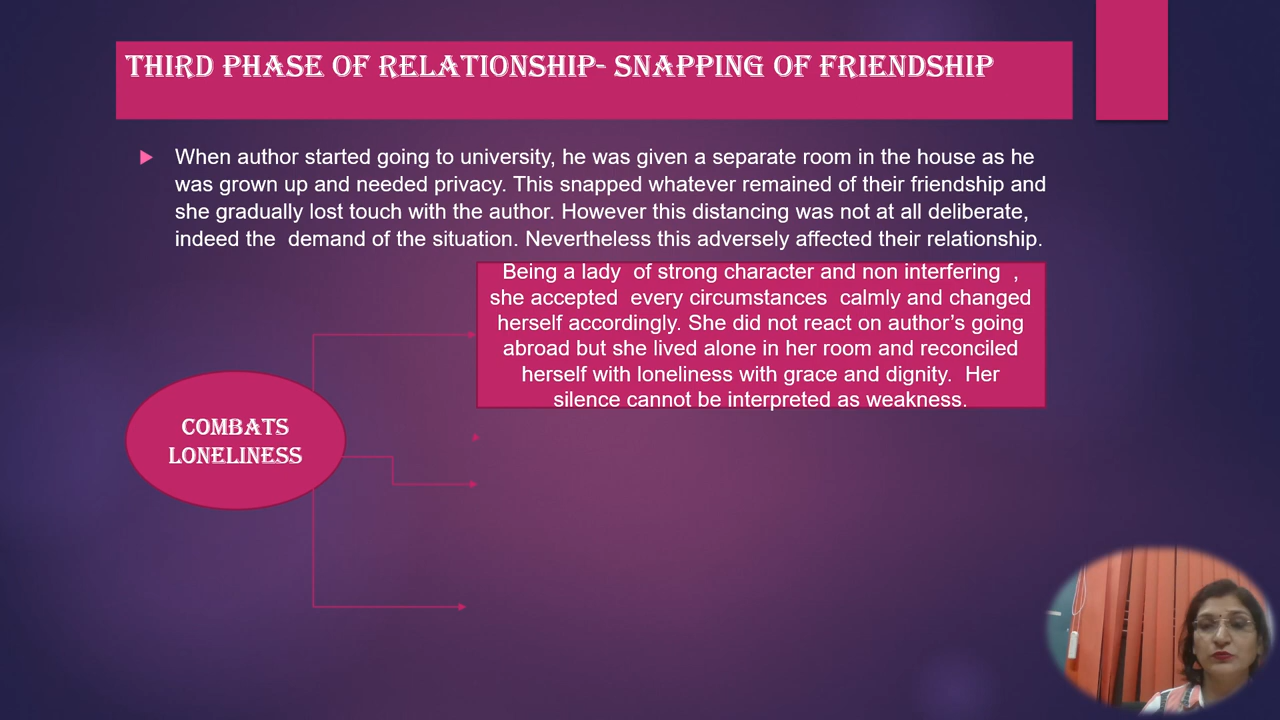 THIRD PHASE OF RELATIONSHIP- SNAPPING OF FRIENDSHIP
When author started going to university, he was given a separate room in the house as he
was grown up and needed privacy. This snapped whatever remained of their friendship and
she gradually lost touch with the author. However this distancing was not at all deliberate,
indeed the  demand of the situation. Nevertheless this adversely affected their relationship.
Being a lady  of strong character and non interfering  ,
she accepted  every circumstances  calmly and changed
herself accordingly. She did not react on author’s going
abroad but she lived alone in her room and reconciled
herself with loneliness with grace and dignity.  Her
silence cannot be interpreted as weakness.
COMBATS
LONELINESS